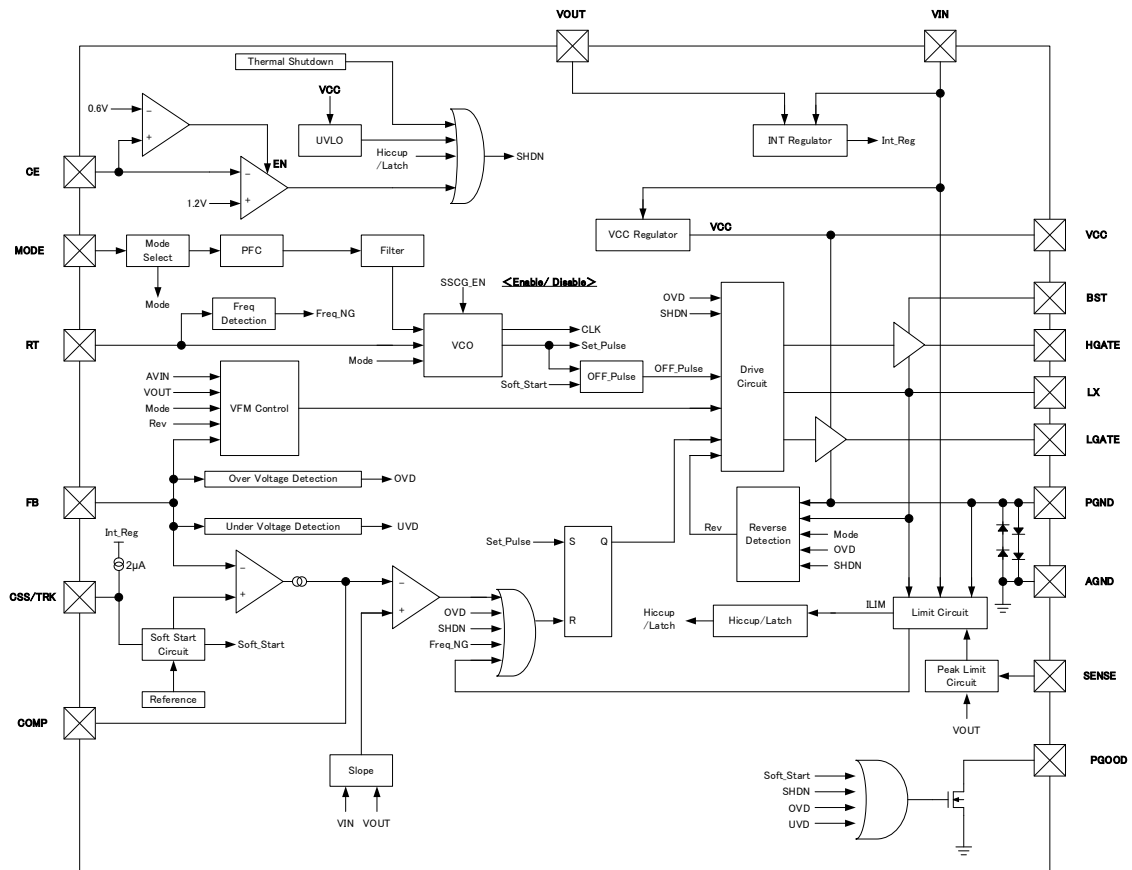 VOUT
VIN
Thermal Shutdown
VCC
0.6V
UVLO
Hiccup
/Latch
SHDN
INT Regulator
Int_Reg
CE
EN
1.2V
VCC Regulator
VCC
VCC
MODE
Mode
Select
PFC
Filter
Mode
SSCG_EN
<Enable/ Disable>
OVD
SHDN
BST
Freq
Detection
Freq_NG
CLK
Set_Pulse
VCO
RT
HGATE
Mode
OFF_Pulse
OFF_Pulse
Soft_Start
Drive
Circuit
AVIN
VOUT
Mode
Rev
VFM Control
LX
LGATE
Over Voltage Detection
OVD
FB
PGND
Under Voltage Detection
UVD
Rev
Reverse
Detection
Mode
OVD
SHDN
Int_Reg
2μA
Set_Pulse
S
Q
R
CSS/TRK
AGND
OVD
SHDN
Freq_NG
Hiccup
/Latch
Hiccup/Latch
ILIM
Limit Circuit
Soft Start
Circuit
Soft_Start
Reference
Peak Limit
Circuit
SENSE
COMP
VOUT
Slope
VIN
VOUT
PGOOD
Soft_Start
SHDN
OVD
UVD